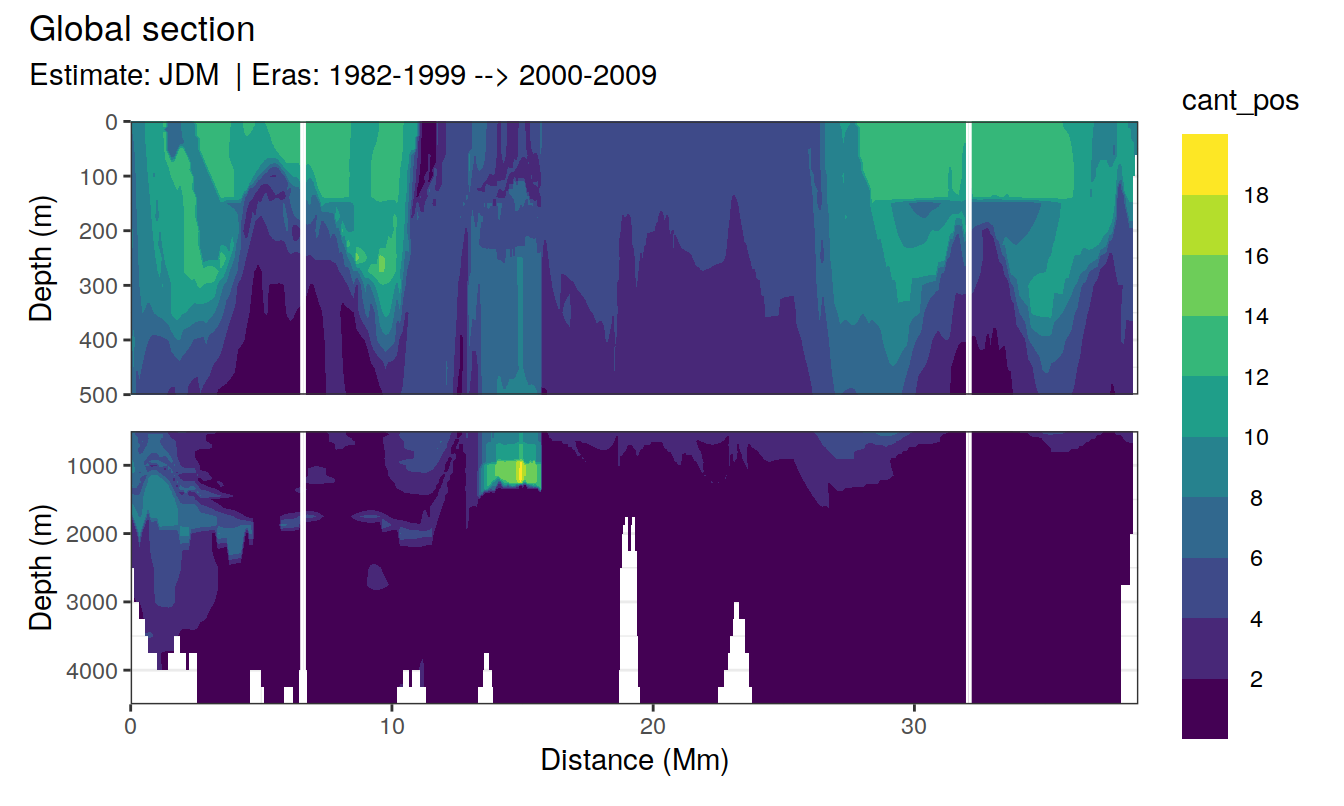 Global section
Estimate: JDM | Eras: 1982-1999 --> 2000-2009
cant_pos
18
16
14
12
10
8
6
4
2
Depth (m)
0
100
200
300
400
500
Depth (m)
1000
2000
3000
4000
0 10 20 30
Distance (Mm)